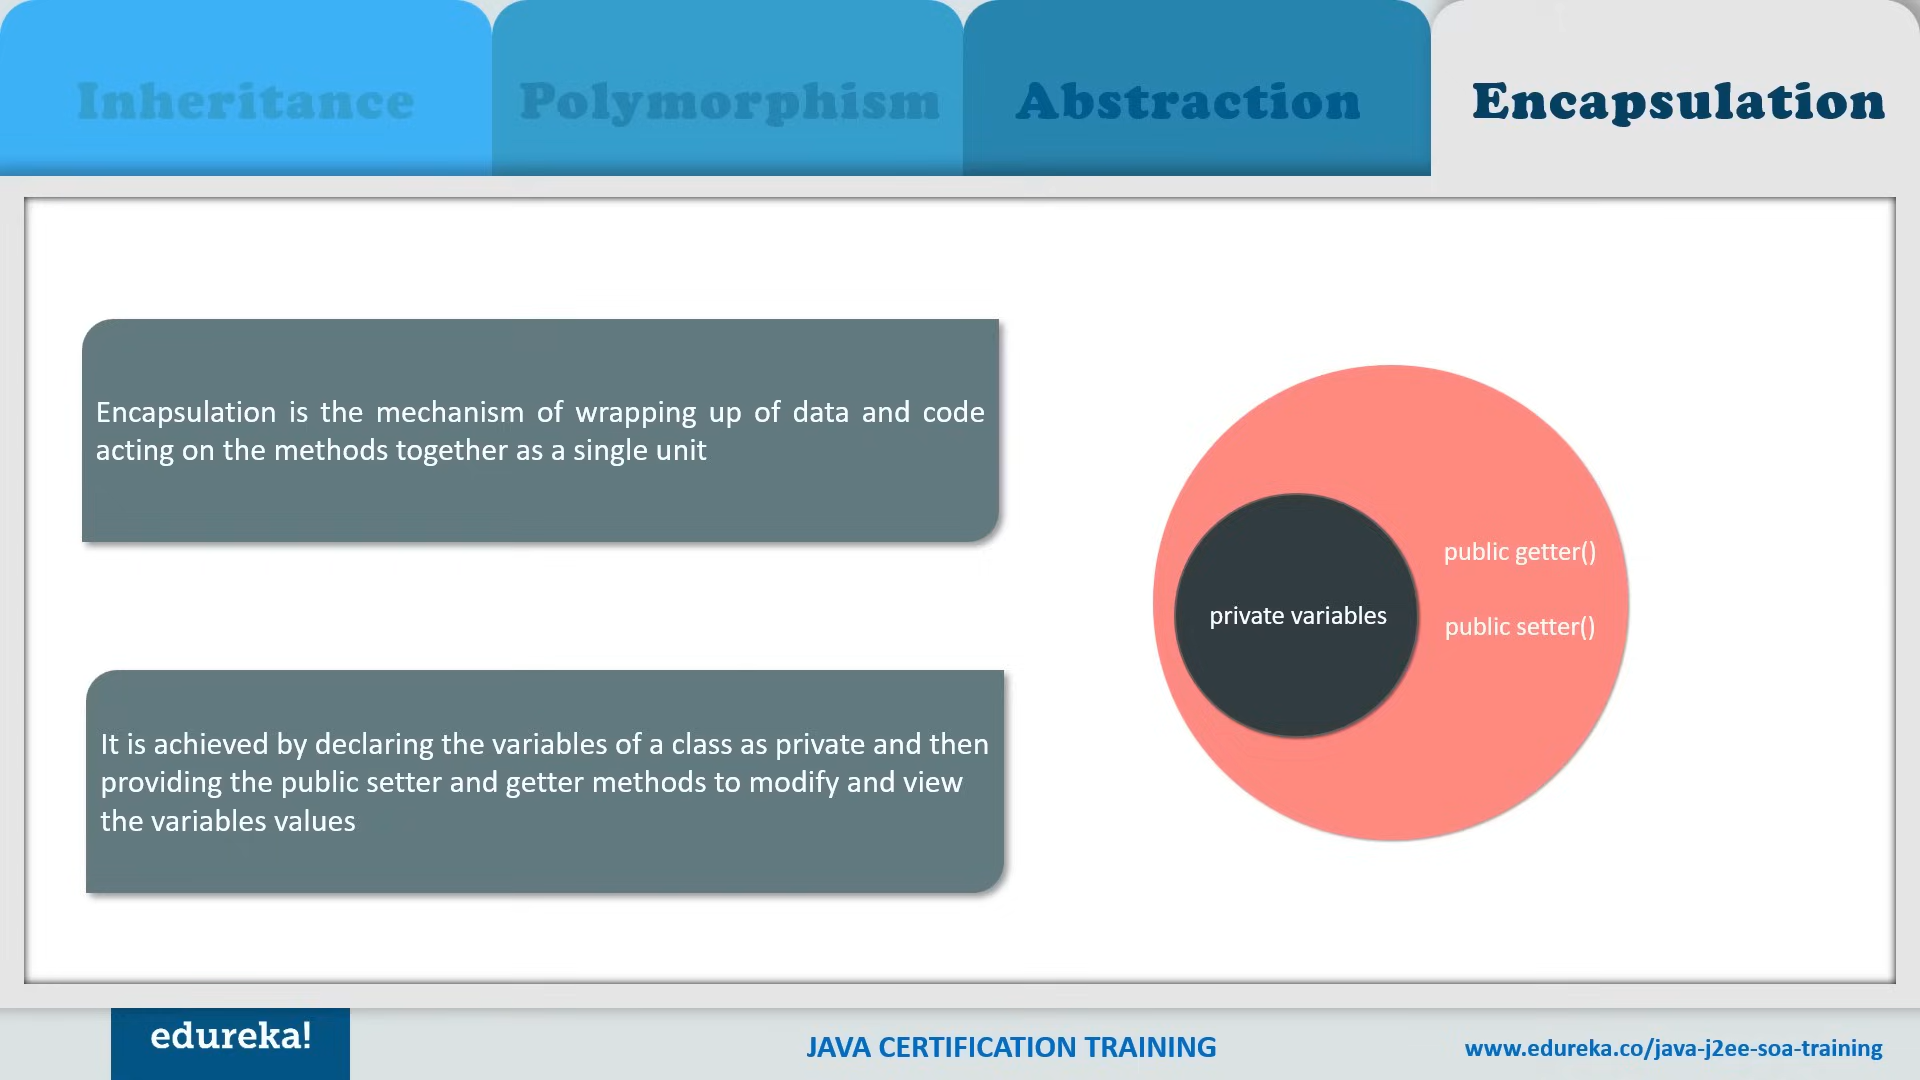 Inheritance
Polymorphism
Abstraction
Encapsulation
Encapsulation is the mechanism of wrapping up of data and code
acting on the methods together as a single unit
It is achieved by declaring the variables of a class as private and then
providing the public setter and getter methods to modify and view
the variables values
private variables
public getter()
public setter()
edureka!
JAVA CERTIFICATION TRAINING
www.edureka.co/java-j2ee-soa-training